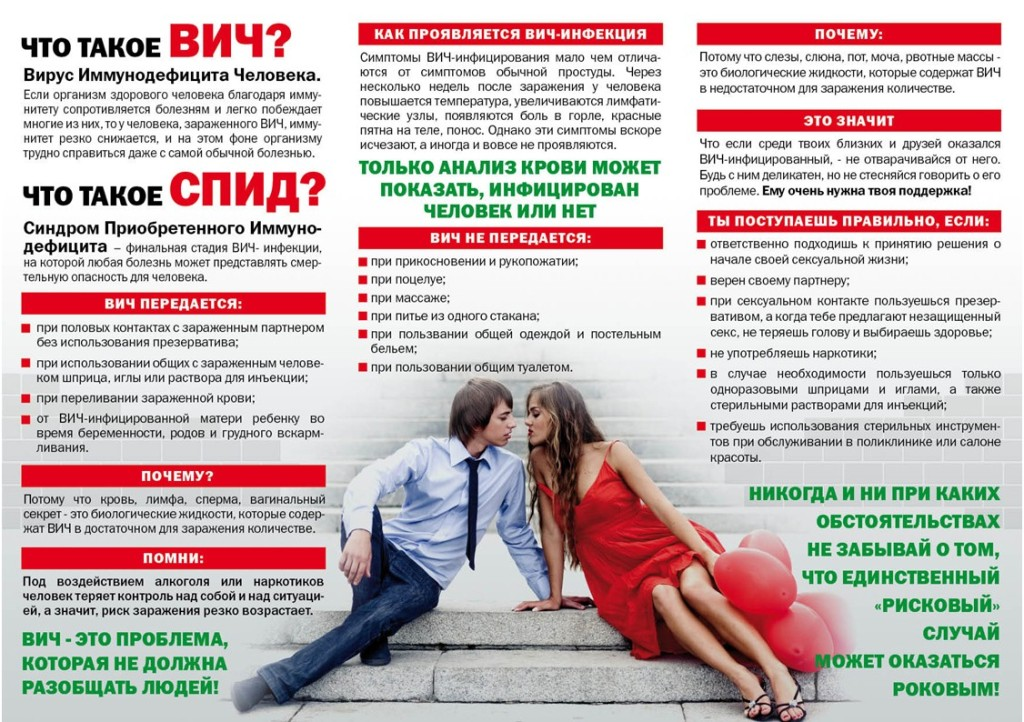 ЧТО ТАКОЕ ВИЧ?
Вирус Иммунодефицита Человека.
Если организм здорового человека благодаря имму-
нитету сопротивляется болезням и легко побеждает
многие из них, то у человека, зараженного ВИЧ, имму-
нитет резко снижается, и на этом фоне организму
трудно справиться даже с самой обычной болезнью.
ЧТО ТАКОЕ СПИД?
Синдром Приобретенного Иммуно-
дефицита – финальная стадия ВИЧ- инфекции,
на которой любая болезнь может представлять смер-
тельную опасность для человека.
ВИЧ ПЕРЕДАЕТСЯ:
при половых контактах с зараженным партнером
без использования презерватива;
при использовании общих с зараженным челове-
ком шприца, иглы или раствора для инъекции;
при переливании зараженной крови;
от ВИЧ-инфицированной матери ребенку во
время беременности, родов и грудного вскарм-
ливания.
ПОЧЕМУ?
Потому что кровь, лимфа, сперма, вагинальный
секрет - это биологические жидкости, которые содер-
жат ВИЧ в достаточном для заражения количестве.
ПОМНИ:
Под воздействием алкоголя или наркотиков
человек теряет контроль над собой и над ситуаци-
ей, а значит, риск заражения резко возрастает.
ВИЧ - ЭТО ПРОБЛЕМА,
КОТОРАЯ НЕ ДОЛЖНА
РАЗОБЩАТЬ ЛЮДЕЙ!
КАК ПРОЯВЛЯЕТСЯ ВИЧ-ИНФЕКЦИЯ
Симптомы ВИЧ-инфицирования мало чем отлича-
ются от симптомов обычной простуды. Через
несколько недель после заражения у человека
повышается температура, увеличиваются лимфати-
ческие узлы, появляются боль в горле, красные
пятна на теле, понос. Однако эти симптомы вскоре
исчезают, а иногда и вовсе не проявляются.
ТОЛЬКО АНАЛИЗ КРОВИ МОЖЕТ
ПОКАЗАТЬ, ИНФИЦИРОВАН
ЧЕЛОВЕК ИЛИ НЕТ
ВИЧ НЕ ПЕРЕДАЕТСЯ:
при прикосновении и рукопожатии;
при поцелуе;
при массаже;
при питье из одного стакана;
при пользвании общей одеждой и постельным
бельем;
при пользовании общим туалетом.
ПОЧЕМУ:
Потому что слезы, слюна, пот, моча, рвотные массы -
это биологические жидкости, которые содержат ВИЧ
в недостаточном для заражения количестве.
ЭТО ЗНАЧИТ
Что если среди твоих близких и друзей оказался
ВИЧ-инфицированный, - не отварачивайся от него.
Будь с ним деликатен, но не стесняйся говорить о его
проблеме. Ему очень нужна твоя поддержка!
ТЫ ПОСТУПАЕШЬ ПРАВИЛЬНО, ЕСЛИ:
ответственно подходишь к принятию решения о
начале своей сексуальной жизни;
верен своему партнеру;
при сексуальном контакте пользуешься презер-
вативом, а когда тебе предлагают незащищенный
секс, не теряешь голову и выбираешь здоровье;
не употребляешь наркотики;
в случае необходимости пользуешься только
одноразовыми шприцами и иглами, а также
стерильными растворами для инъекций;
требуешь использования стерильных инструмен-
тов при обслуживании в поликлинике или салоне
красоты.
НИКОГДА И НИ ПРИ КАКИХ
ОБСТОЯТЕЛЬСТВАХ
НЕ ЗАБЫВАЙ О ТОМ,
ЧТО ЕДИНСТВЕННЫЙ
«РИСКОВЫЙ»
СЛУЧАЙ
МОЖЕТ ОКАЗАТЬСЯ
РОКОВЫМ!